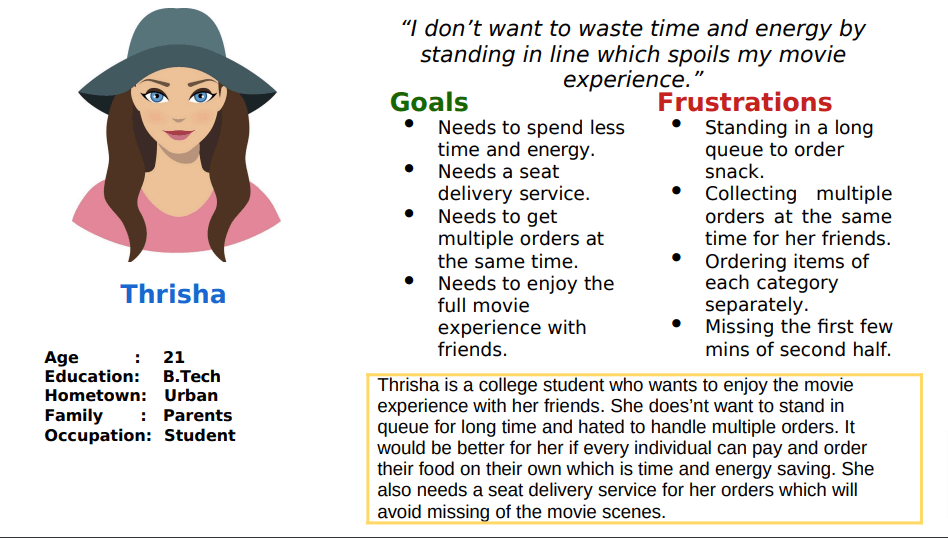 “I don’t want to waste time and energy by
standing in line which spoils my movie
experience.”
Goals
Needs to spend less
time and energy.
Needs a seat
delivery service.
Needs to get
multiple orders at
the same time.
Needs to enjoy the
full movie
experience with
friends.
Frustrations
Standing in a long
queue to order
snack.
Collecting multiple
orders at the same
time for her friends.
Ordering items of
each category
separately.
Missing the first few
mins of second half.
Thrisha
Age : 21
Education: B.Tech
Hometown: Urban
Family : Parents
Occupation: Student
Thrisha is a college student who wants to enjoy the movie
experience with her friends. She does’nt want to stand in
queue for long time and hated to handle multiple orders. It
would be better for her if every individual can pay and order
their food on their own which is time and energy saving. She
also needs a seat delivery service for her orders which will
avoid missing of the movie scenes.